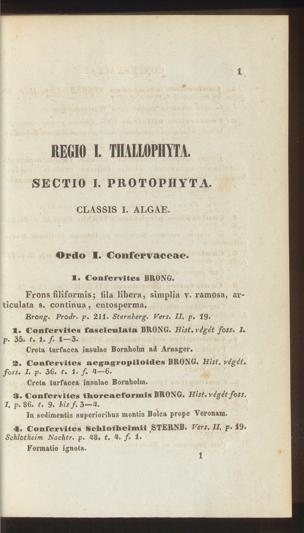 1
REGIO I. THALLOPHYTA.
SECTIO I. PROTOPHYTA.
CLASSIS I. ALGAE.
Ordo I. Confervaceae.
1. Confervites BRONG.
Frons filiformis; fila libera, simplia v. ramosa, ar-
ticulata s. continua, entosperma.
Brong. Prodr. p. 211. Sternberg. Vers. II. p. 19.
1. Confervites fasciculata BRONG. Hist. végét foss. I.
p. 35. t. 1. f. 1—3.
Creta turfacea insulae Bornholm ad Arnager.
2. Confervites aegagropiloides BRONG. Hist. végét.
foss. I. p. 36. t. 1. f. 4—6.
Creta turfacea insulae Bornholm.
3. Confervites thoreaeformis BRONG. Hist. végét foss.
I. p. 86. t. 9. bis f. 3—4.
In sedimentis superioribus montis Bolca prope Veronam.
4. Confervites Schlotheimii STERNB. Vers. II. p. 19.
Schlotheim Nachtr. p. 48. t. 4. f. 1.
Formatio ignota.
1